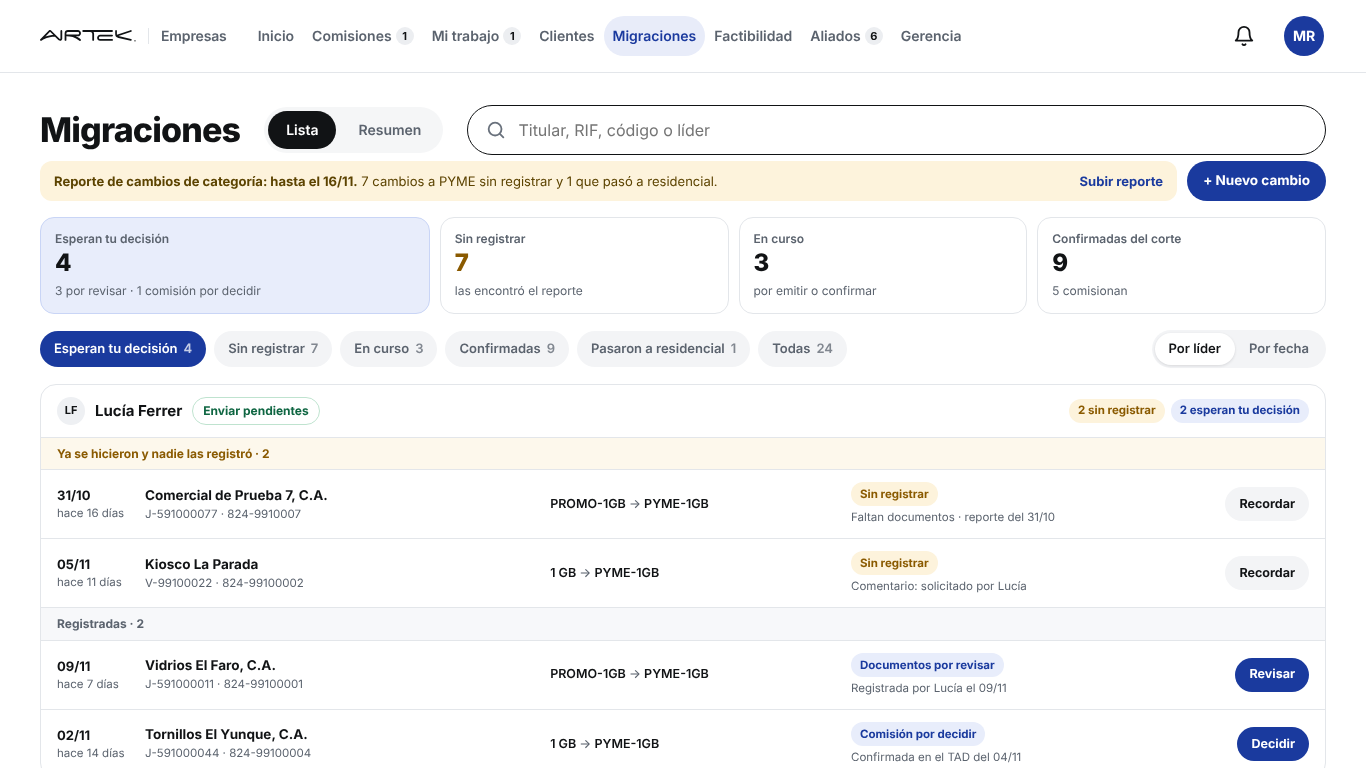 AIRTEK.
Empresas
Inicio
Comisiones 1
Mi trabajo 1
Clientes
Migraciones
Factibilidad
Aliados 6
Gerencia
MR
Migraciones
Lista
Resumen
Titular, RIF, código o líder
Reporte de cambios de categoría: hasta el 16/11. 7 cambios a PYME sin registrar y 1 que pasó a residencial.
Subir reporte
+ Nuevo cambio
Esperan tu decisión
4
3 por revisar · 1 comisión por decidir
Sin registrar
7
las encontró el reporte
En curso
3
por emitir o confirmar
Confirmadas del corte
9
5 comisionan
Esperan tu decisión 4
Sin registrar 7
En curso 3
Confirmadas 9
Pasaron a residencial 1
Todas 24
Por líder
Por fecha
LF
Lucía Ferrer
Enviar pendientes
2 sin registrar
2 esperan tu decisión
Ya se hicieron y nadie las registró · 2
31/10
hace 16 días
Comercial de Prueba 7, C.A.
J-591000077 · 824-9910007
PROMO-1GB → PYME-1GB
Sin registrar
Faltan documentos · reporte del 31/10
Recordar
05/11
hace 11 días
Kiosco La Parada
V-99100022 · 824-99100002
1 GB → PYME-1GB
Sin registrar
Comentario: solicitado por Lucía
Recordar
Registradas · 2
09/11
hace 7 días
Vidrios El Faro, C.A.
J-591000011 · 824-99100001
PROMO-1GB → PYME-1GB
Documentos por revisar
Registrada por Lucía el 09/11
Revisar
02/11
hace 14 días
Tornillos El Yunque, C.A.
J-591000044 · 824-99100004
1 GB → PYME-1GB
Comisión por decidir
Confirmada en el TAD del 04/11
Decidir